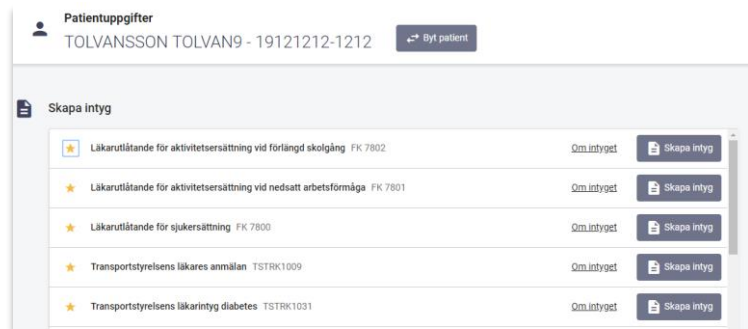 Patientuppgifter
TOLVANSSON TOLVAN9 - 19121212-1212 Byt patient
Skapa intyg
Läkarutlåtande för aktivitetsersättning vid förlängd skolgång FK 7802 Om intyget Skapa intyg
Läkarutlåtande för aktivitetsersättning vid nedsatt arbetsförmåga FK 7801 Om intyget Skapa intyg
Läkarutlåtande för sjukersättning FK 7800 Om intyget Skapa intyg
Transportstyrelsens läkares anmälan TSTRK1009 Om intyget Skapa intyg
Transportstyrelsens läkarintyg diabetes TSTRK1031 Om intyget Skapa intyg